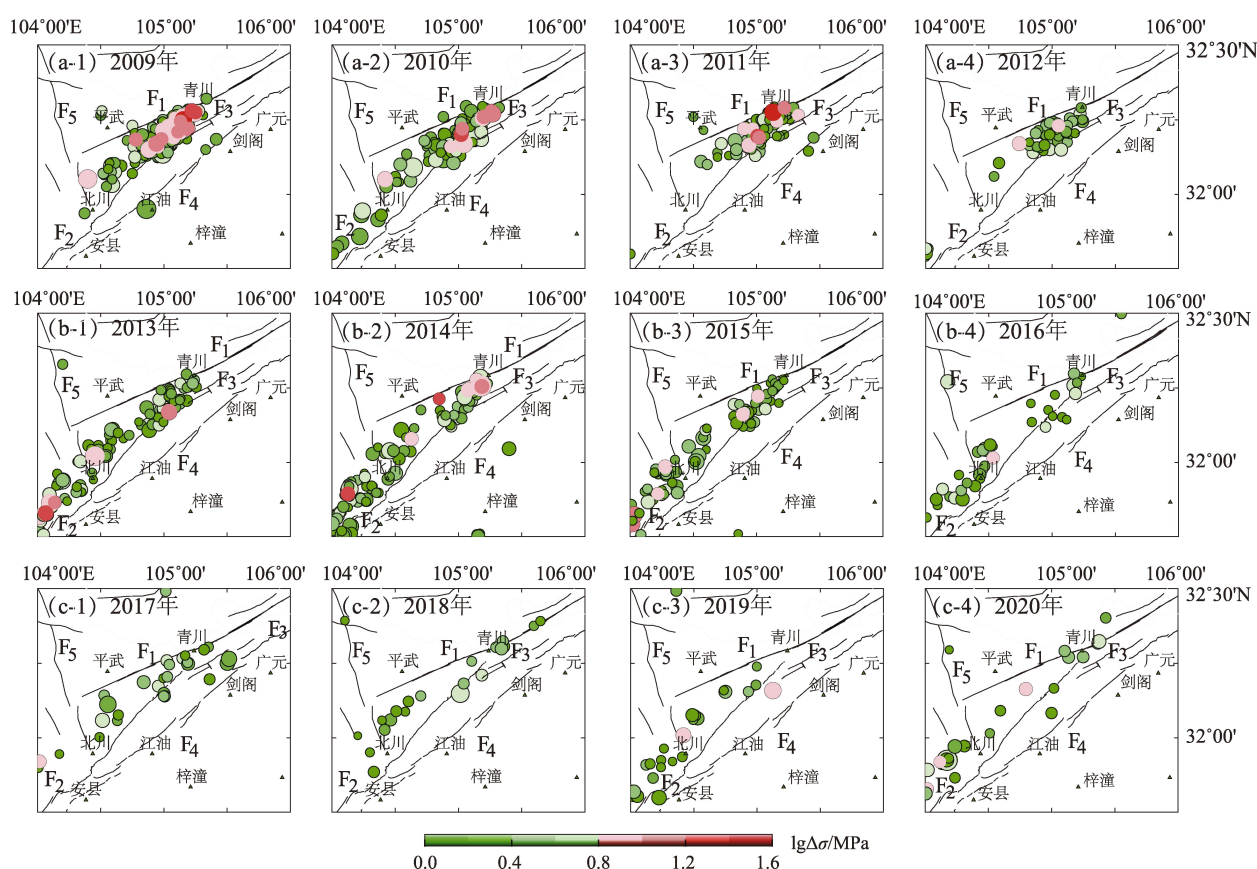 104°00'E 105°00' 106°00' 104°00'E 105°00' 106°00' 104°00'E 105°00' 106°00' 104°00'E 105°00' 106°00'
32°30'N
(a-1) 2009年 (a-2) 2010年 (a-3) 2011年 (a-4) 2012年
青川 青川 青川 青川
F5 平武 F1 F3 广元 F5 平武 F1 F3 广元 F5 平武 F1 F3 广元 F5 平武 F1 F3 广元
剑阁 剑阁 剑阁 剑阁
北川 江油 F4 北川 江油 F4 北川 江油 F4 北川 江油 F4
32°00'
F2 安县 梓潼 F2 安县 梓潼 F2 安县 梓潼 F2 安县 梓潼
104°00'E 105°00' 106°00' 104°00'E 105°00' 106°00' 104°00'E 105°00' 106°00' 104°00'E 105°00' 106°00'
32°30'N
(b-1) 2013年 (b-2) 2014年 (b-3) 2015年 (b-4) 2016年
青川 F1 青川 F1 青川 青川
F5 平武 F3 广元 F5 平武 F3 广元 F5 平武 F1 F3 广元 F5 平武 F1 F3 广元
剑阁 剑阁 剑阁 剑阁
北川 江油 F4 北川 江油 F4 北川 江油 F4 北川 江油 F4
32°00'
F2 安县 梓潼 F2 安县 梓潼 F2 安县 梓潼 F2 安县 梓潼
104°00'E 105°00' 106°00' 104°00'E 105°00' 106°00' 104°00'E 105°00' 106°00' 104°00'E 105°00' 106°00'
32°30'N
(c-1) 2017年 (c-2) 2018年 (c-3) 2019年 (c-4) 2020年
青川 F3 青川 青川 青川
F5 平武 F1 广元 F5 平武 F1 F3 广元 F5 平武 F1 F3 广元 F5 平武 F1 F3 广元
剑阁 剑阁 剑阁 剑阁
北川 江油 F4 北川 江油 F4 北川 江油 F4 北川 江油 F4
32°00'
F2 安县 梓潼 F2 安县 梓潼 F2 安县 梓潼 F2 安县 梓潼
lgΔσ/MPa
0.0 0.4 0.8 1.2 1.6